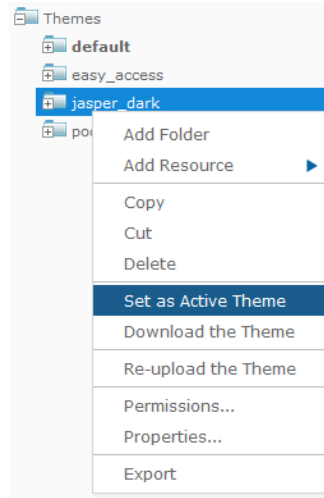 Themes
default
easy_access
jasper_dark
Add Folder
Add Resource
Copy
Cut
Delete
Set as Active Theme
Download the Theme
Re-upload the Theme
Permissions...
Properties...
Export